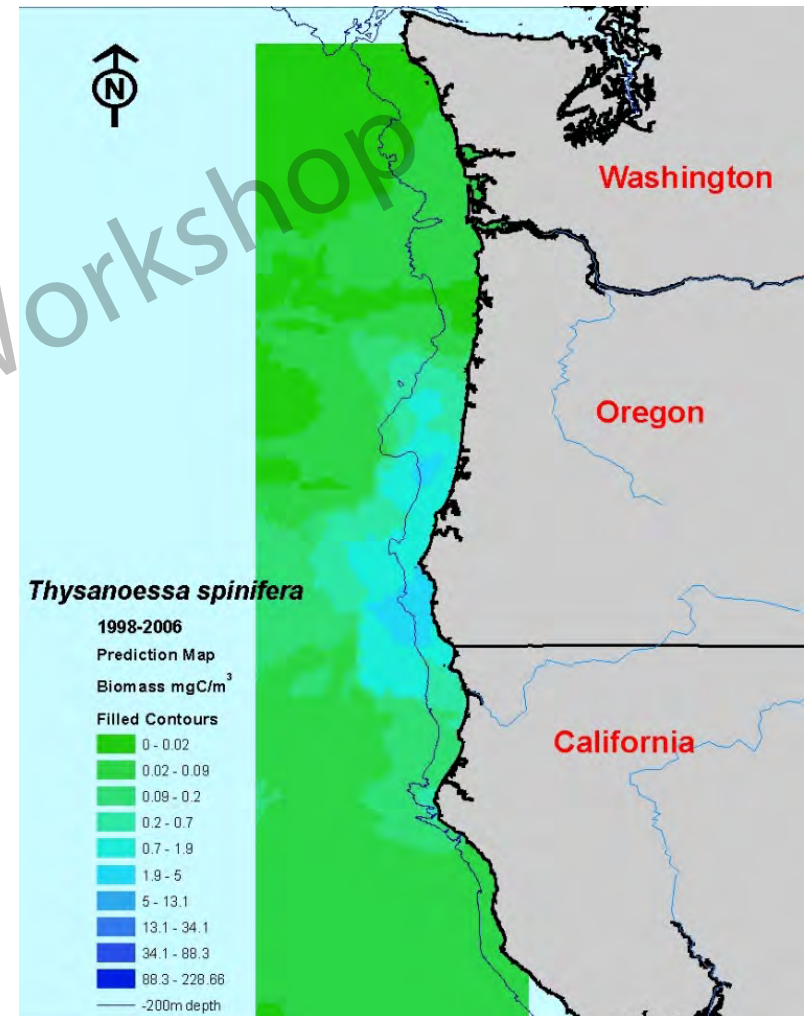 N
Workshop
Washington
Oregon
California
Thysanoessa spinifera
1998-2006
Prediction Map
Biomass mgC/m³
Filled Contours
0 - 0.02
0.02 - 0.09
0.09 - 0.2
0.2 - 0.7
0.7 - 1.9
1.9 - 5
5 - 13.1
13.1 - 34.1
34.1 - 88.3
88.3 - 228.66
-200m depth